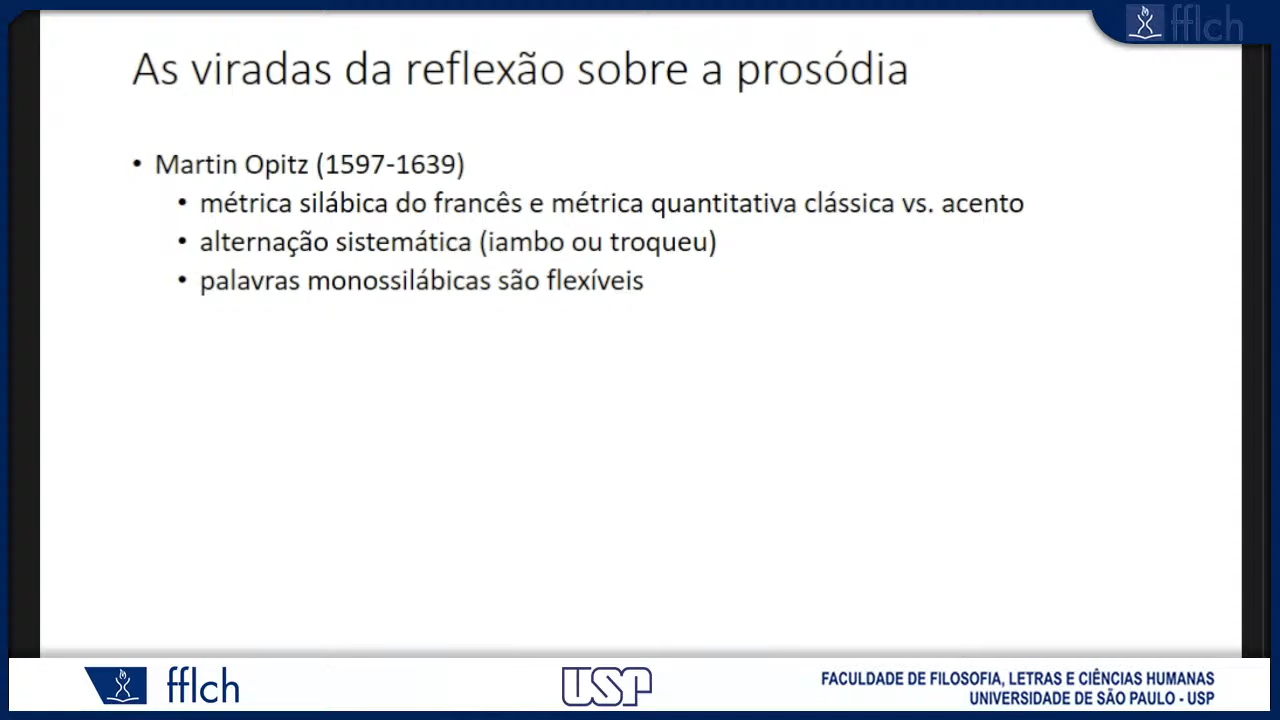 fflch
As viradas da reflexão sobre a prosódia
• Martin Opitz (1597-1639)
• métrica silábica do francês e métrica quantitativa clássica vs. acento
• alternação sistemática (iambo ou troqueu)
• palavras monossilábicas são flexíveis
fflch
USP
FACULDADE DE FILOSOFIA, LETRAS E CIÊNCIAS HUMANAS
UNIVERSIDADE DE SÃO PAULO - USP